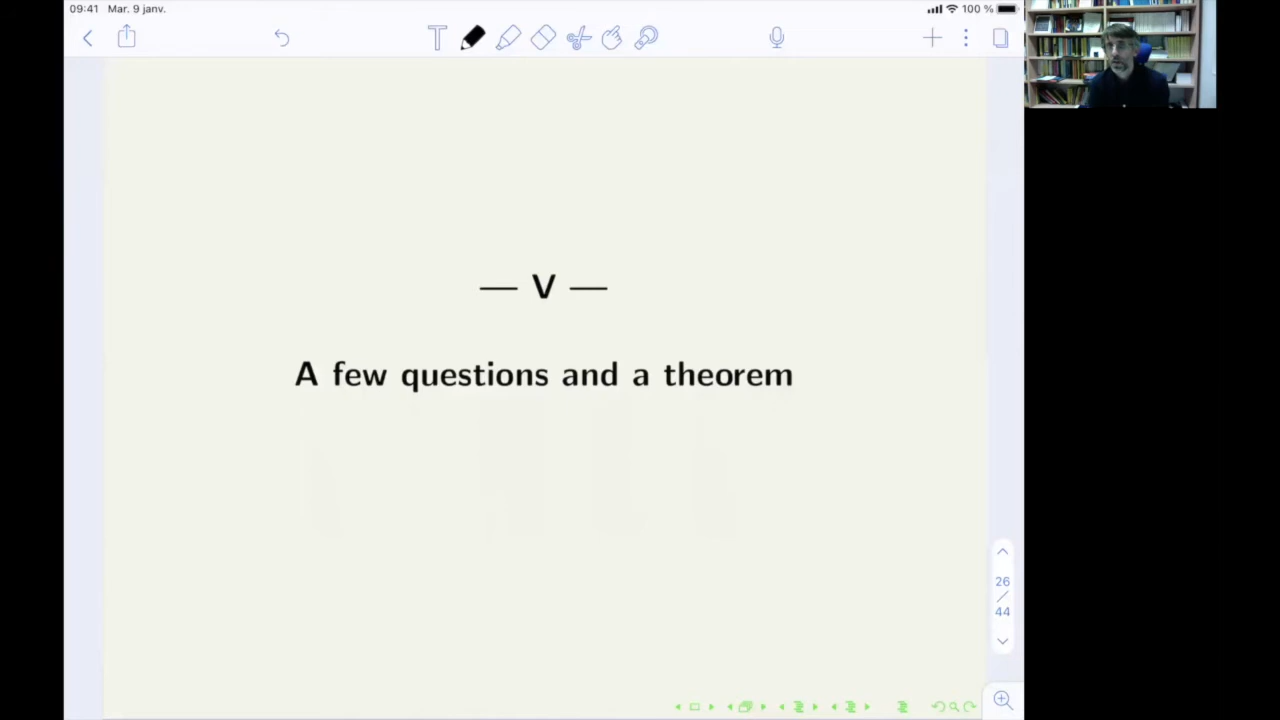 09:41 Mar. 9 janv.
100 %
T
— V —
A few questions and a theorem
26
/
44